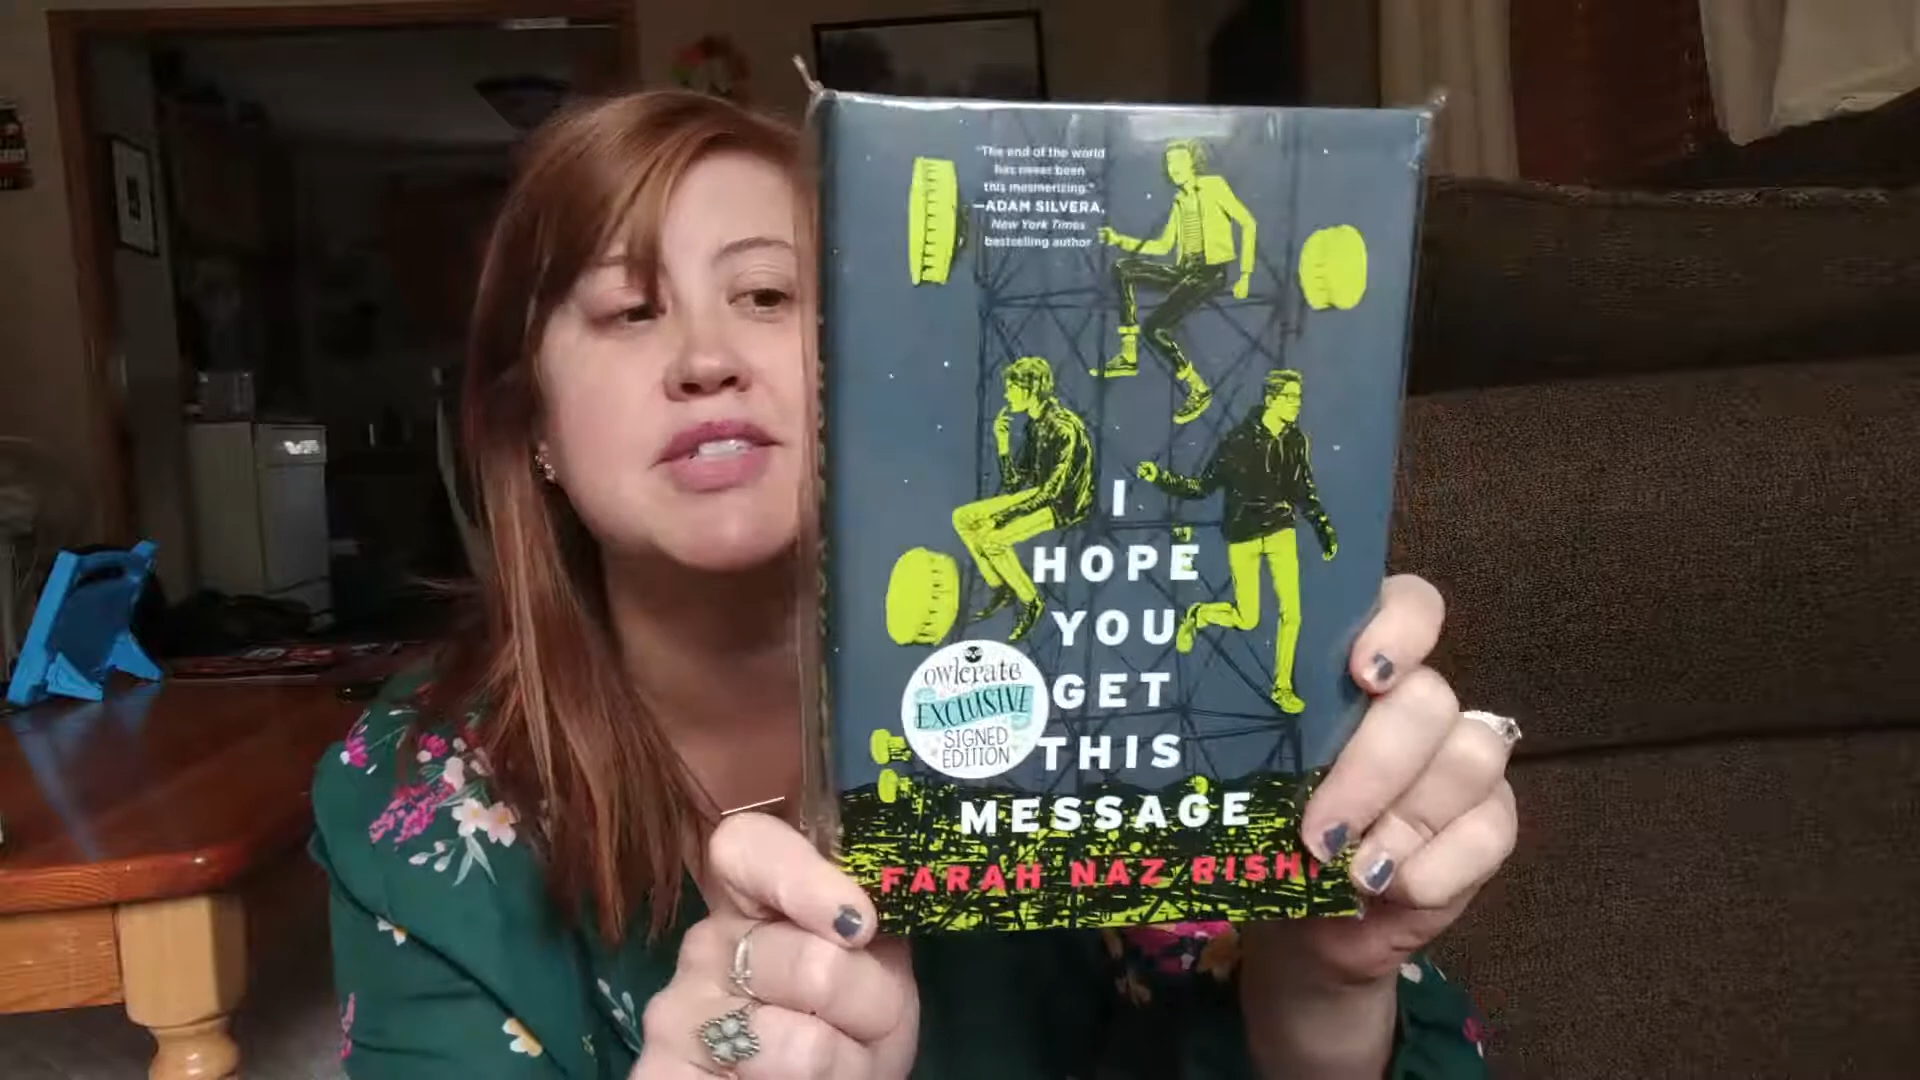 "The end of the world
has never been
this mesmerizing."
—ADAM SILVERA,
New York Times
bestselling author
I
HOPE
YOU
GET
THIS
MESSAGE
owlcrate
EXCLUSIVE
SIGNED
EDITION
FARAH NAZ RISHI